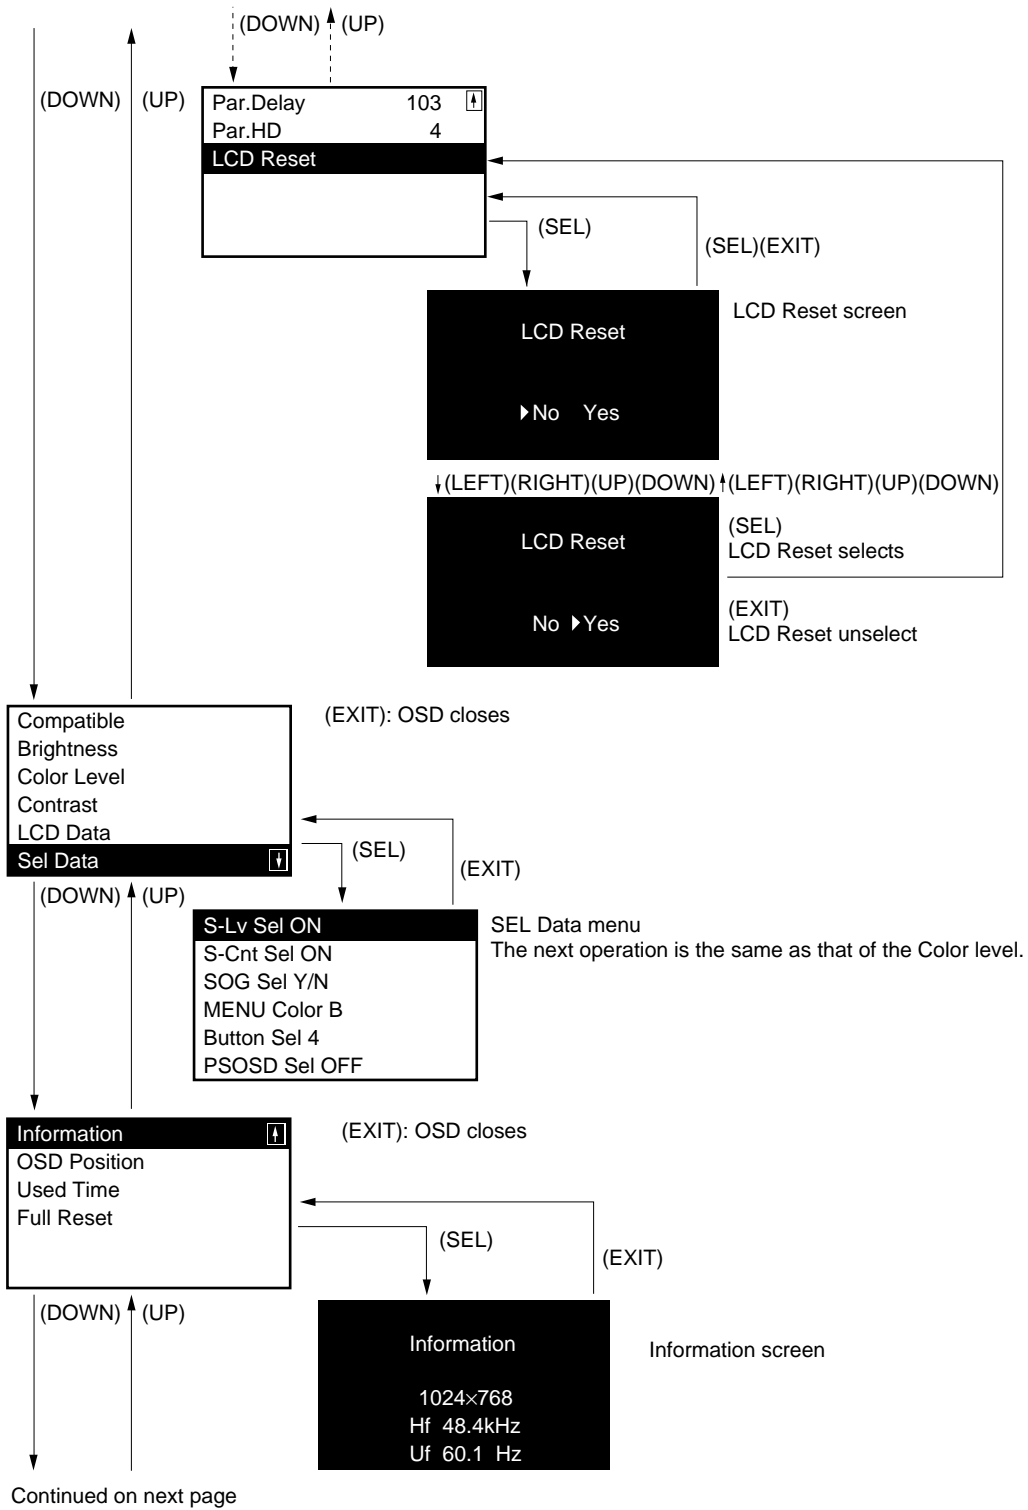 (DOWN) (UP)
(DOWN) (UP)
Par.Delay 103
Par.HD 4
LCD Reset
(SEL)
(SEL)(EXIT)
LCD Reset screen
LCD Reset
No Yes
(LEFT)(RIGHT)(UP)(DOWN) (LEFT)(RIGHT)(UP)(DOWN)
LCD Reset
No Yes
(SEL)
LCD Reset selects
(EXIT)
LCD Reset unselect
Compatible
Brightness
Color Level
Contrast
LCD Data
Sel Data
(EXIT): OSD closes
(SEL)
(EXIT)
(DOWN) (UP)
S-Lv Sel ON
S-Cnt Sel ON
SOG Sel Y/N
MENU Color B
Button Sel 4
PSOSD Sel OFF
SEL Data menu
The next operation is the same as that of the Color level.
Information
OSD Position
Used Time
Full Reset
(EXIT): OSD closes
(SEL)
(EXIT)
(DOWN) (UP)
Information
1024×768
Hf 48.4kHz
Uf 60.1 Hz
Information screen
Continued on next page